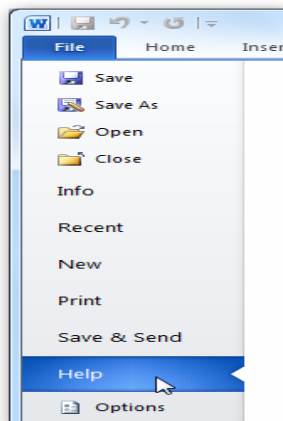 W
File Home Inser
Save
Save As
Open
Close
Info
Recent
New
Print
Save & Send
Help
Options